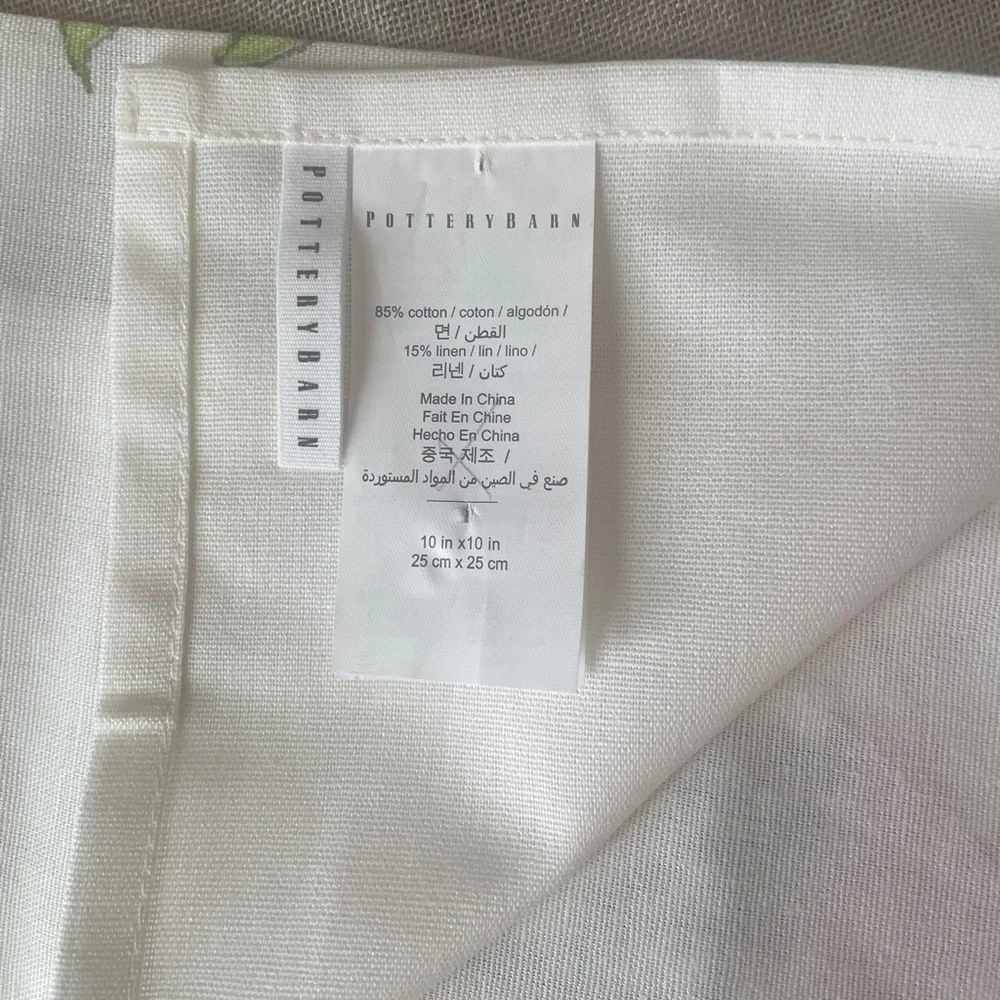 POTTERYBARN
POTTERYBARN
85% cotton / coton / algodón /
면 / القطن
15% linen / lin / lino /
리넨 / كتان
Made In China
Fait En Chine
Hecho En China
중국 제조 /
صنع في الصين من المواد المستوردة
10 in x10 in
25 cm x 25 cm